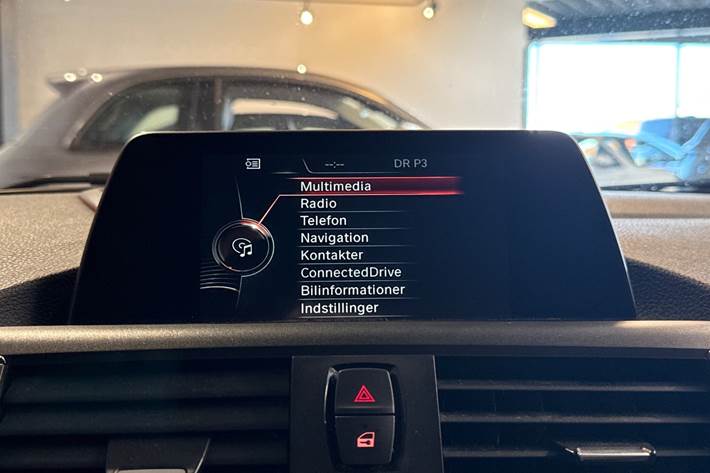 --:-- DR P3
Multimedia
Radio
Telefon
Navigation
Kontakter
ConnectedDrive
Bilinformationer
Indstillinger